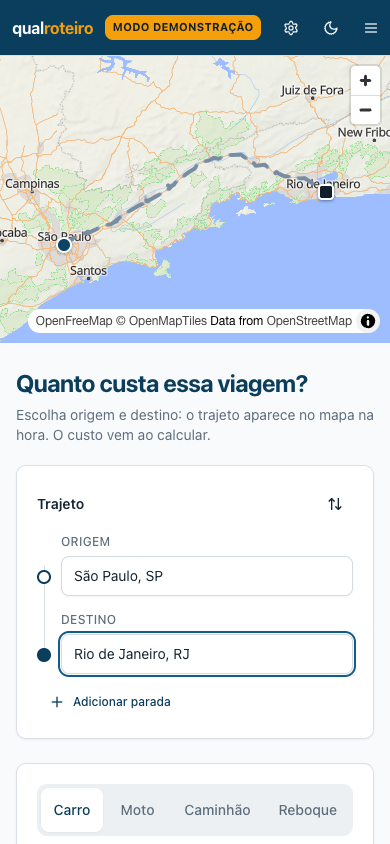 qualroteiro MODO DEMONSTRAÇÃO
Juiz de Fora
New Fribo
Campinas
Rio de Janeiro
caba
São Paulo
Santos
OpenFreeMap © OpenMapTiles Data from OpenStreetMap
Quanto custa essa viagem?
Escolha origem e destino: o trajeto aparece no mapa na
hora. O custo vem ao calcular.
Trajeto
ORIGEM
São Paulo, SP
DESTINO
Rio de Janeiro, RJ
Adicionar parada
Carro Moto Caminhão Reboque